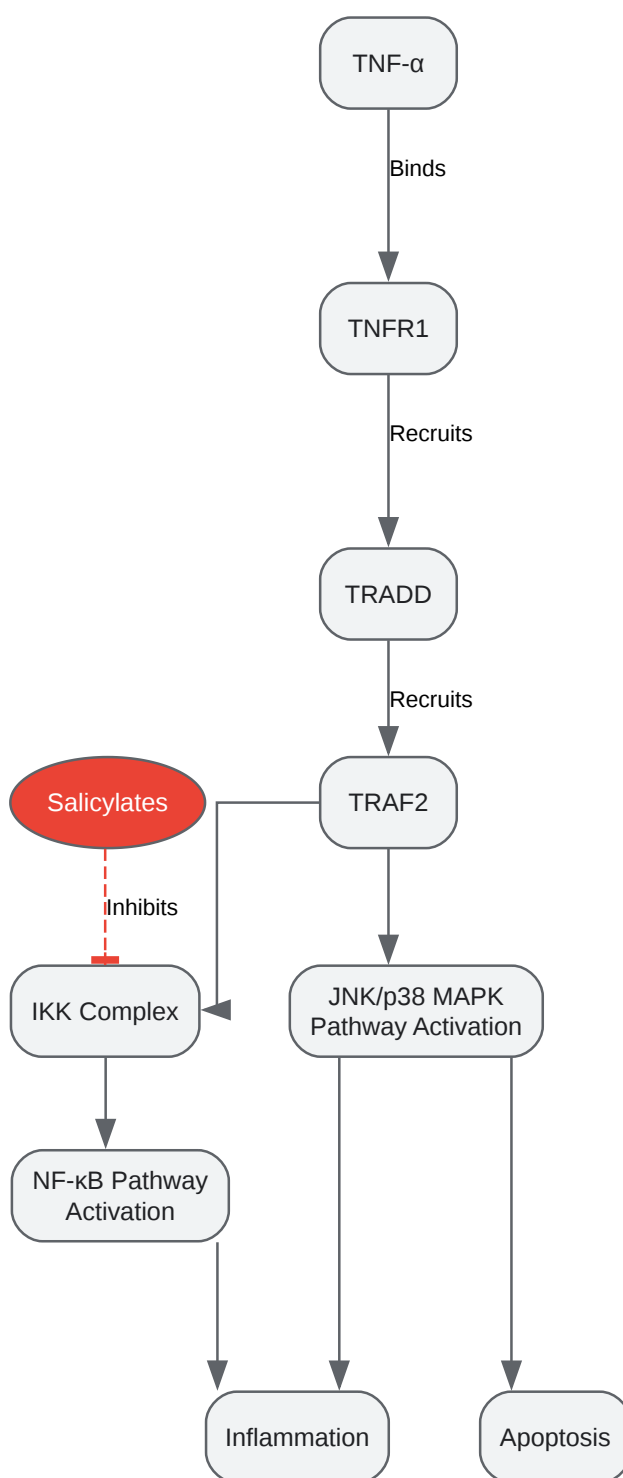 TNF-α
Binds
TNFR1
Recruits
TRADD
Recruits
Salicylates
TRAF2
Inhibits
IKK Complex
JNK/p38 MAPK
Pathway Activation
NF-κB Pathway
Activation
Inflammation
Apoptosis